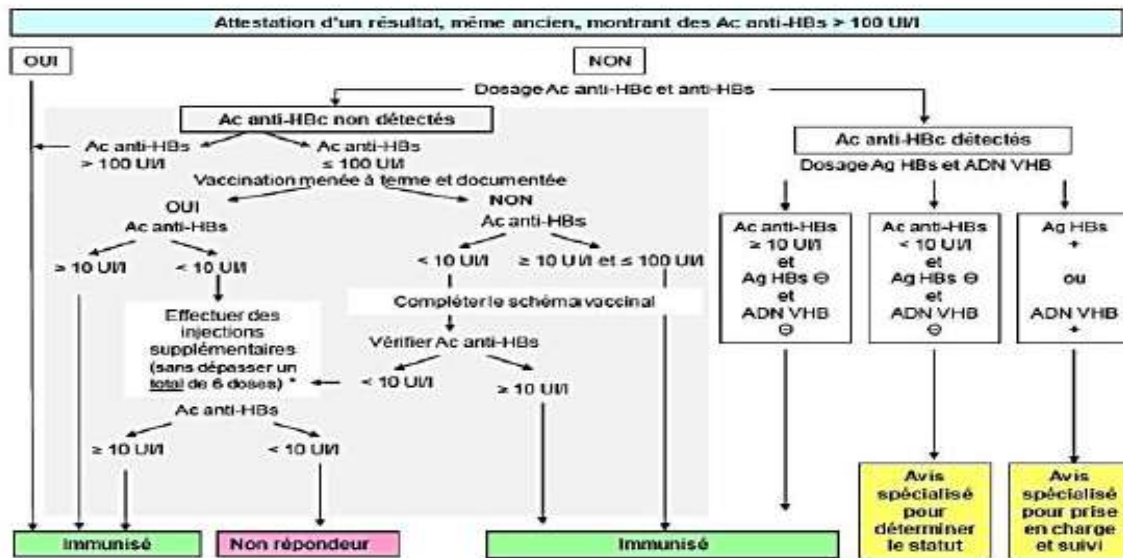 Attestation d'un résultat, même ancien, montrant des Ac anti-HBs > 100 UI/l
OUI
NON
Dosage Ac anti-HBc et anti-HBs
Ac anti-HBc non détectés
Ac anti-HBs
> 100 UI/l
Ac anti-HBs
≤ 100 UI/l
Vaccination menée à terme et documentée
OUI
Ac anti-HBs
≥ 10 UI/l
< 10 UI/l
NON
Ac anti-HBs
< 10 UI/l
≥ 10 UI/l et ≤ 100 UI/l
Effectuer des
injections
supplémentaires
(sans dépasser un
total de 6 doses) *
Compléter le schéma vaccinal
Vérifier Ac anti-HBs
< 10 UI/l
≥ 10 UI/l
Ac anti-HBs
≥ 10 UI/l
< 10 UI/l
Ac anti-HBc détectés
Dosage Ag HBs et ADN VHB
Ac anti-HBs
≥ 10 UI/l
et
Ag HBs ⊖
et
ADN VHB
⊖
Ac anti-HBs
< 10 UI/l
et
Ag HBs ⊖
et
ADN VHB
⊖
Ag HBs
+
ou
ADN VHB
+
Immunisé
Non répondeur
Immunisé
Avis
spécialisé
pour
déterminer
le statut
Avis
spécialisé
pour prise
en charge
et suivi